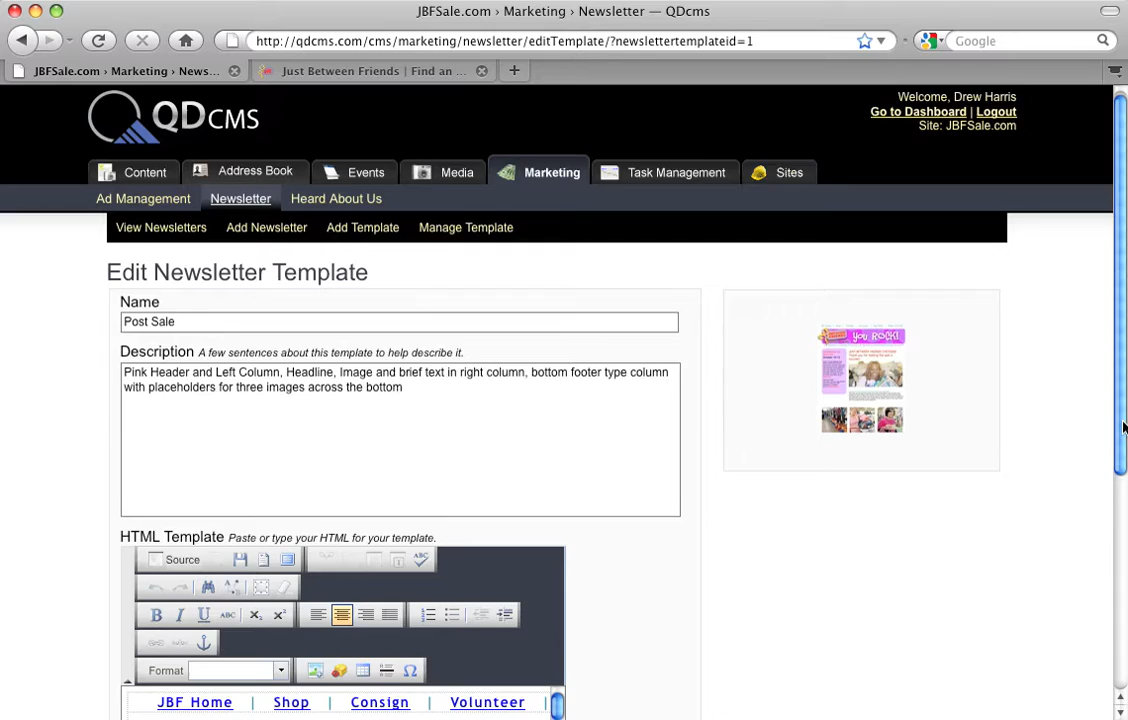 JBFSale.com › Marketing › Newsletter — QDcms
http://qdcms.com/cms/marketing/newsletter/editTemplate/?newslettertemplateid=1
Google
JBFSale.com › Marketing › News...
Just Between Friends | Find an ...
QDCMS
Welcome, Drew Harris
Go to Dashboard | Logout
Site: JBFSale.com
Content
Address Book
Events
Media
Marketing
Task Management
Sites
Ad Management
Newsletter
Heard About Us
View Newsletters
Add Newsletter
Add Template
Manage Template
Edit Newsletter Template
Name
Post Sale
Description A few sentences about this template to help describe it.
Pink Header and Left Column, Headline, Image and brief text in right column, bottom footer type column
with placeholders for three images across the bottom
YOU ROCK!
HTML Template Paste or type your HTML for your template.
Source
ABC
B I U ABC X₂ X²
Format
JBF Home | Shop | Consign | Volunteer |